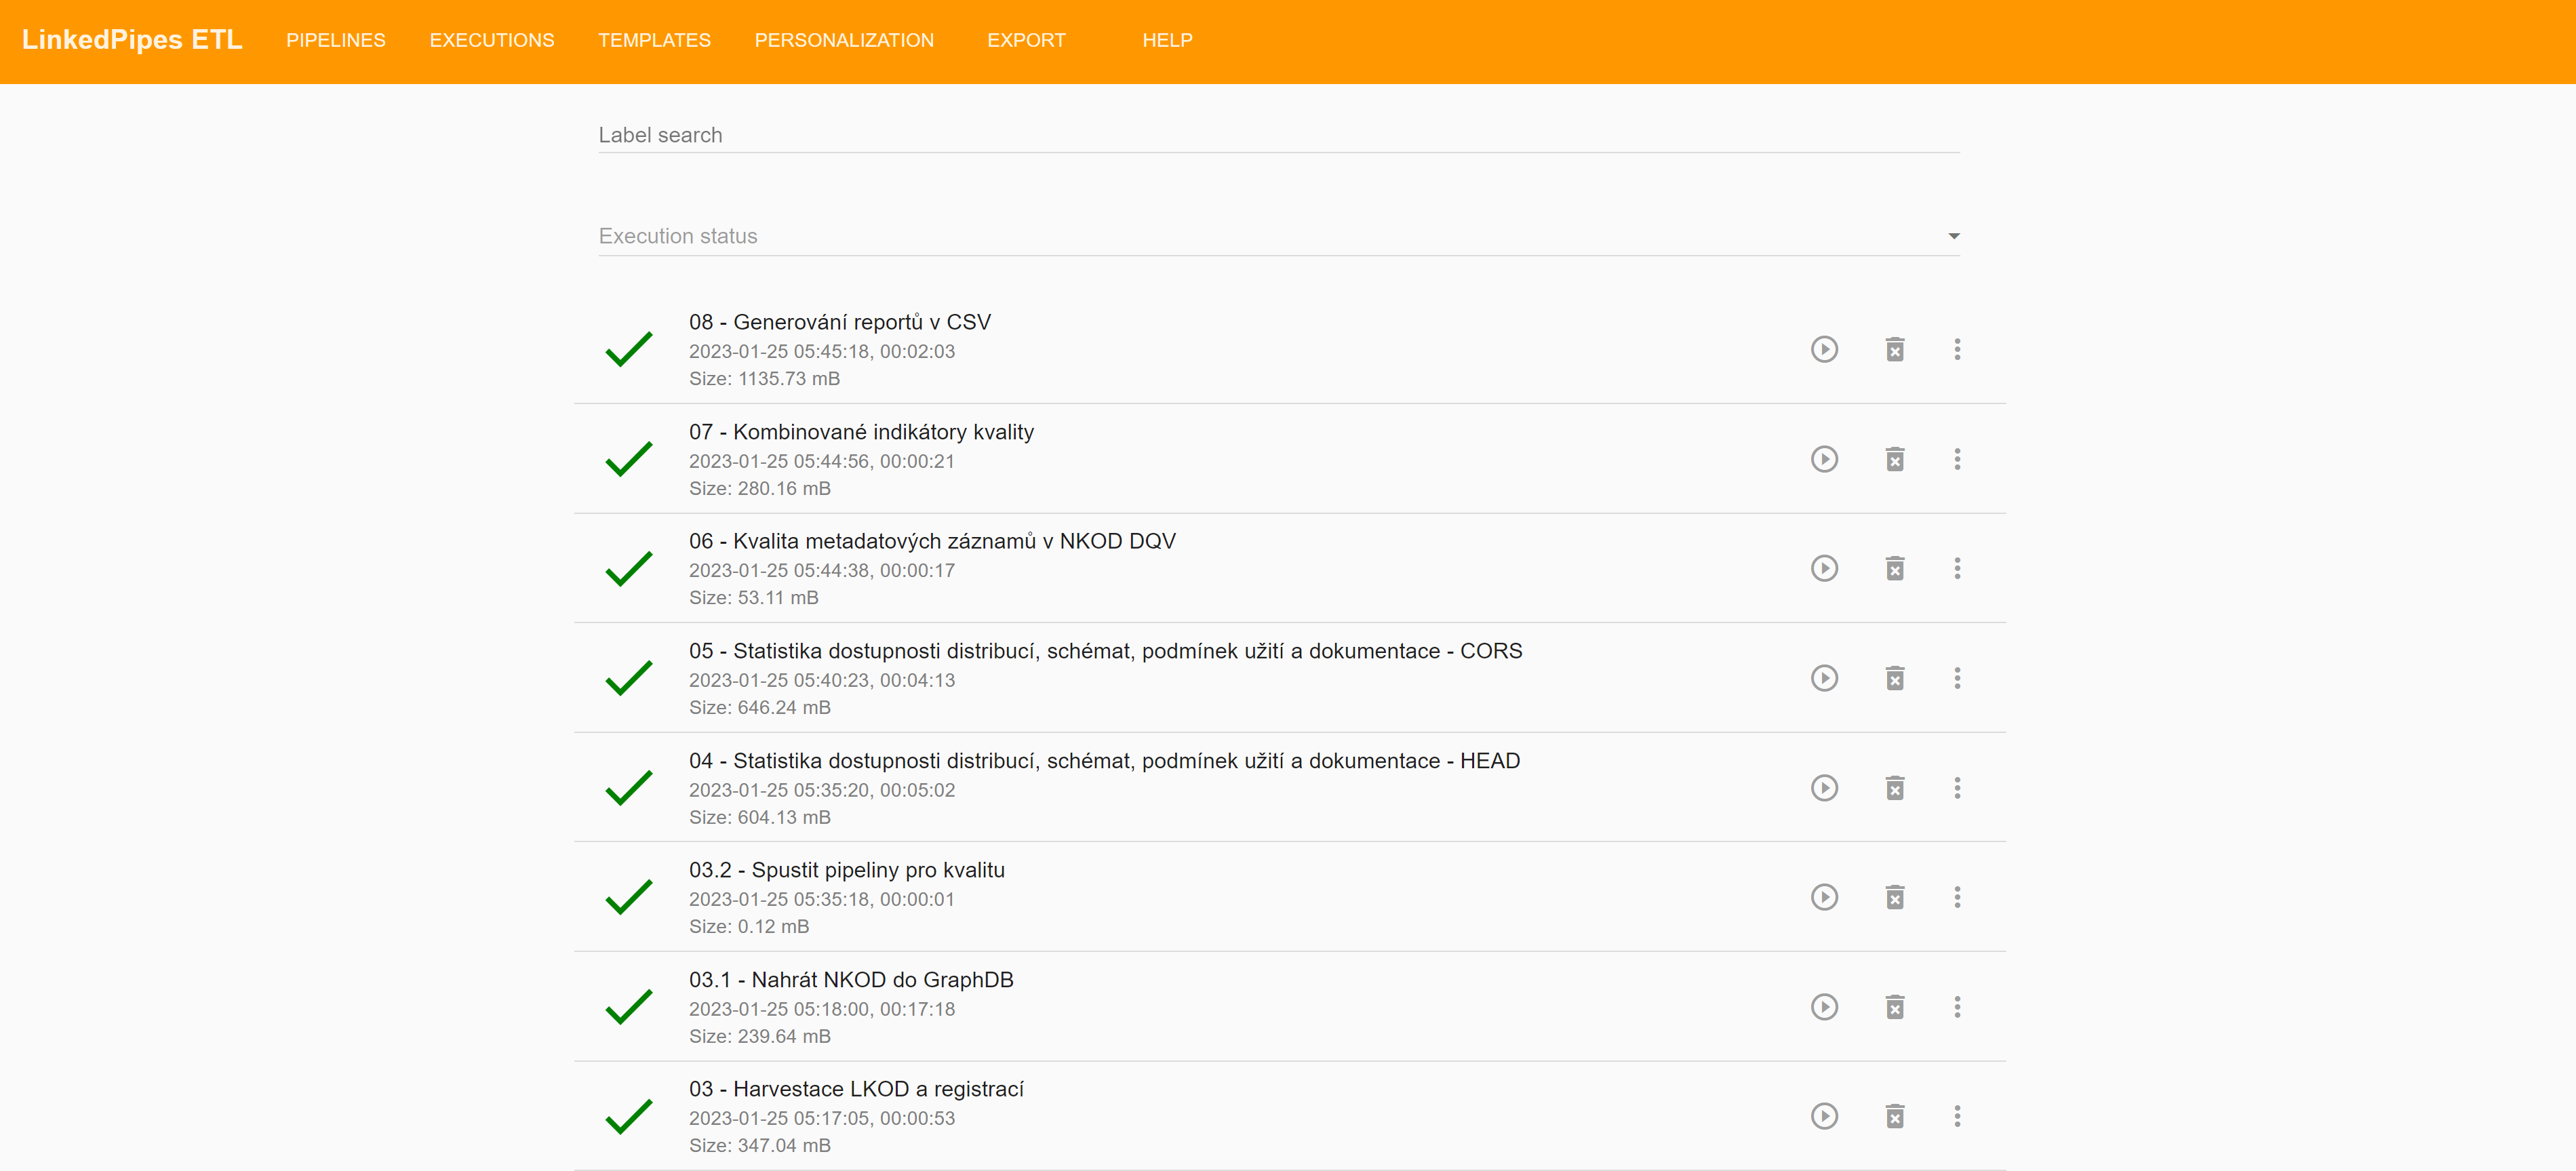 LinkedPipes ETL PIPELINES EXECUTIONS TEMPLATES PERSONALIZATION EXPORT HELP
Label search
Execution status
08 - Generování reportů v CSV
2023-01-25 05:45:18, 00:02:03
Size: 1135.73 mB
07 - Kombinované indikátory kvality
2023-01-25 05:44:56, 00:00:21
Size: 280.16 mB
06 - Kvalita metadatových záznamů v NKOD DQV
2023-01-25 05:44:38, 00:00:17
Size: 53.11 mB
05 - Statistika dostupnosti distribucí, schémat, podmínek užití a dokumentace - CORS
2023-01-25 05:40:23, 00:04:13
Size: 646.24 mB
04 - Statistika dostupnosti distribucí, schémat, podmínek užití a dokumentace - HEAD
2023-01-25 05:35:20, 00:05:02
Size: 604.13 mB
03.2 - Spustit pipeliny pro kvalitu
2023-01-25 05:35:18, 00:00:01
Size: 0.12 mB
03.1 - Nahrát NKOD do GraphDB
2023-01-25 05:18:00, 00:17:18
Size: 239.64 mB
03 - Harvestace LKOD a registrací
2023-01-25 05:17:05, 00:00:53
Size: 347.04 mB